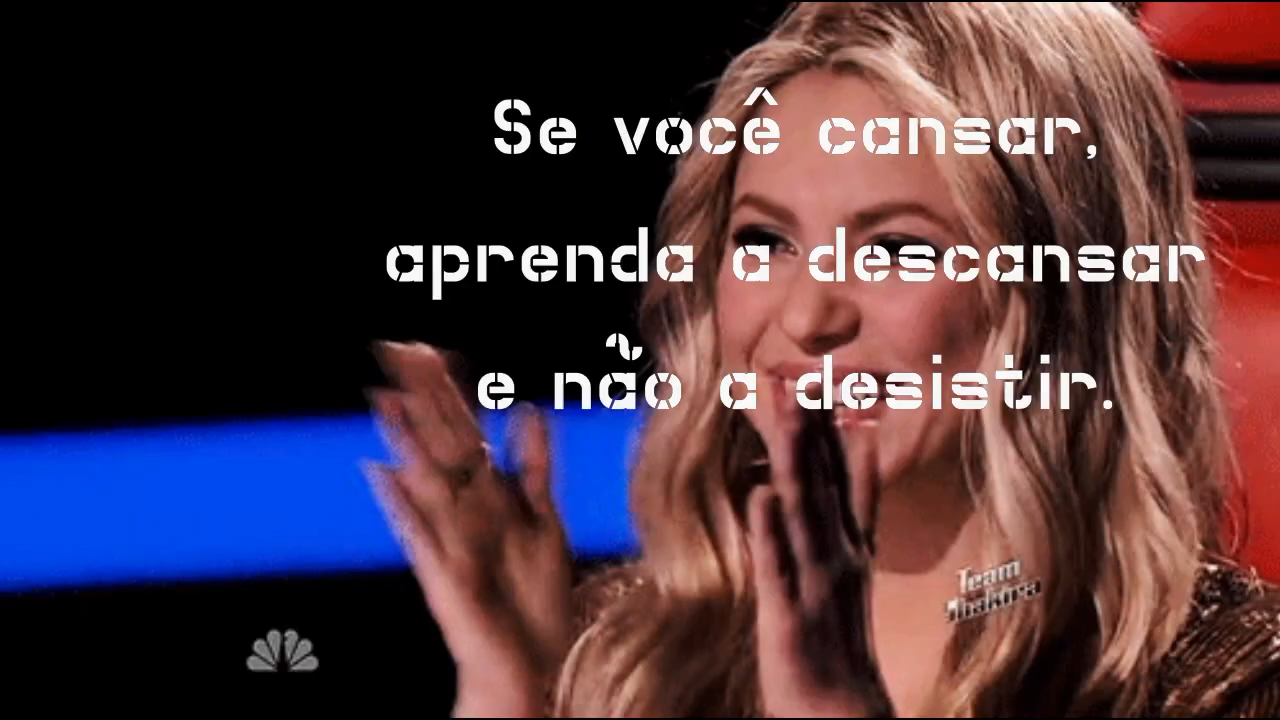 Se você cansar,
aprenda a descansar
e não a desistir.
Team
Shakira